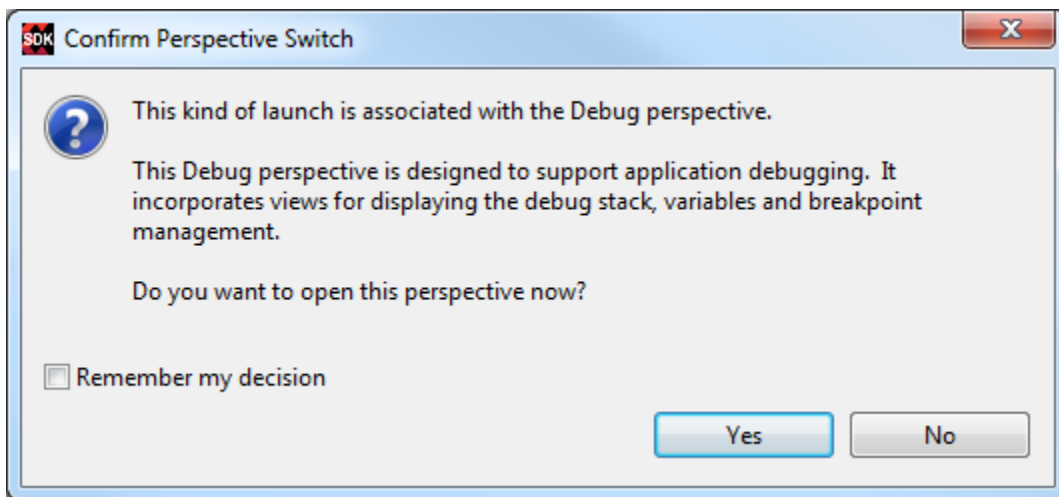 SDK Confirm Perspective Switch
This kind of launch is associated with the Debug perspective.
This Debug perspective is designed to support application debugging.  It
incorporates views for displaying the debug stack, variables and breakpoint
management.
Do you want to open this perspective now?
Remember my decision
Yes No